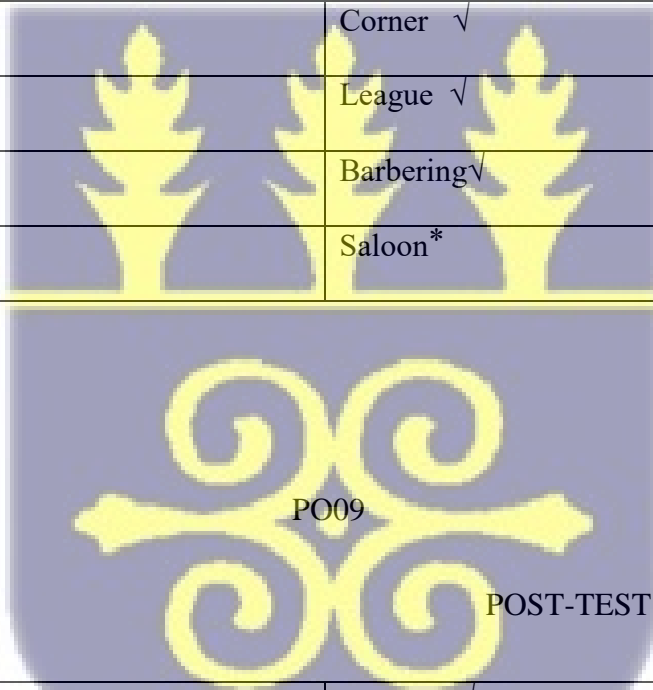 Corner √
League √
Barbering√
Saloon*
PO09
POST-TEST